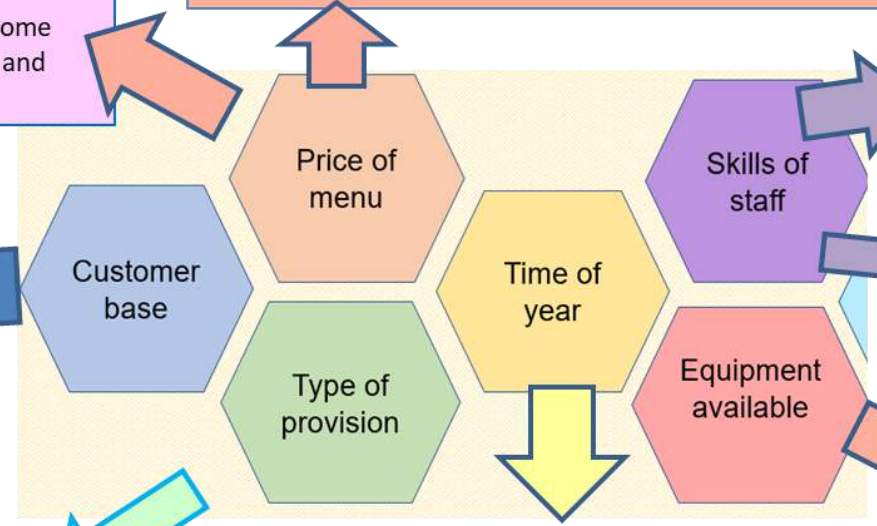 ome
and
Price of
menu
Skills of
staff
Customer
base
Time of
year
Type of
provision
Equipment
available